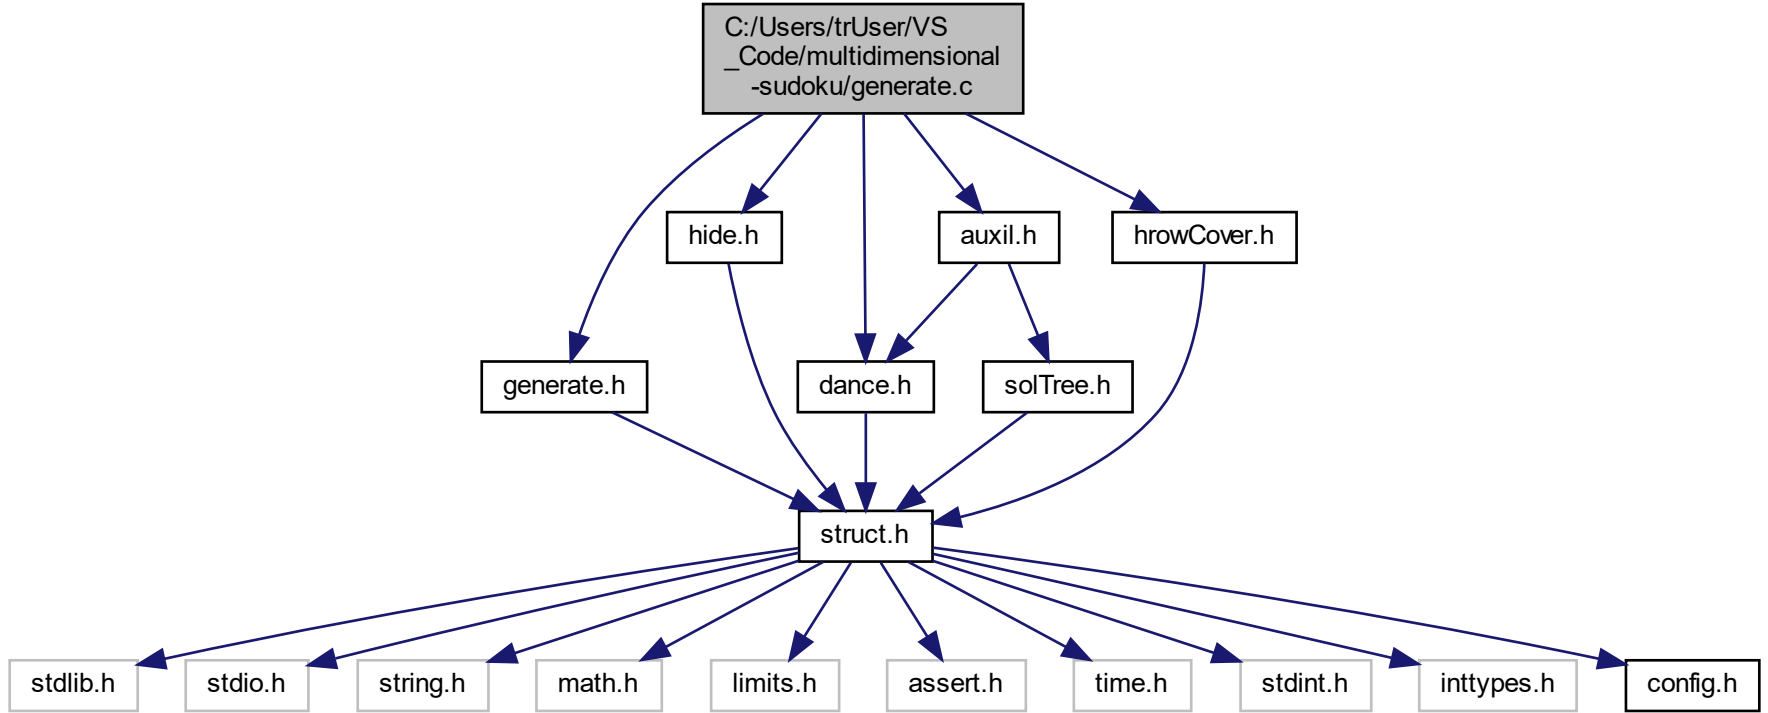 C:/Users/trUser/VS
_Code/multidimensional
-sudoku/generate.c
hide.h
auxil.h
hrowCover.h
generate.h
dance.h
solTree.h
struct.h
stdlib.h
stdio.h
string.h
math.h
limits.h
assert.h
time.h
stdint.h
inttypes.h
config.h